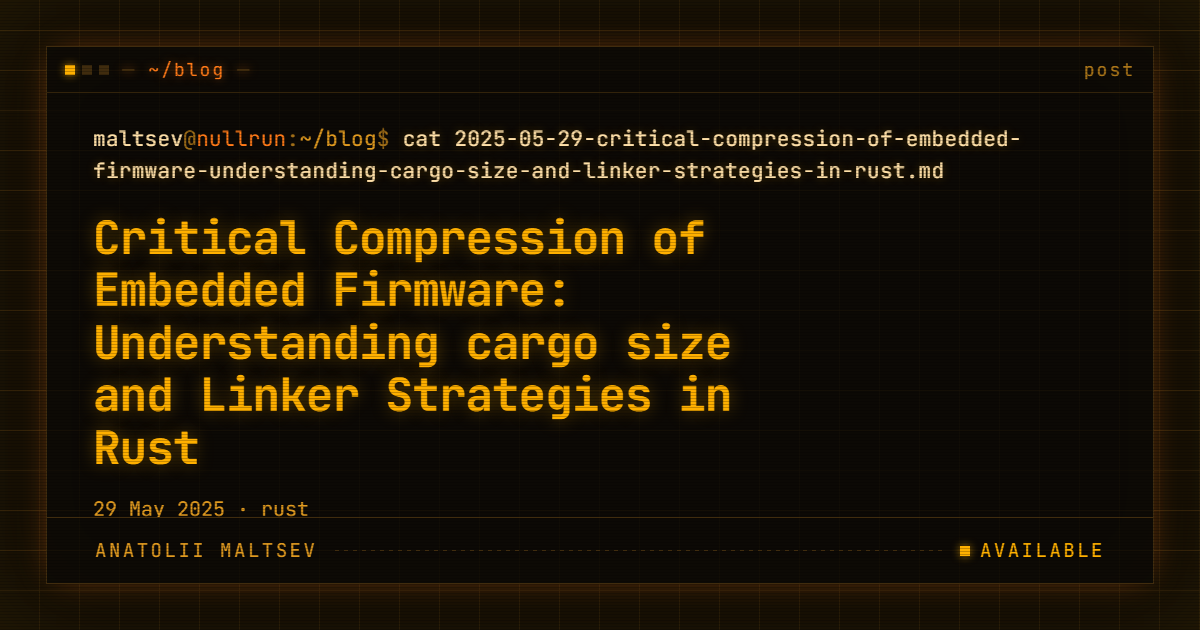 — ~/blog —
post
maltsev@nullrun:~/blog$ cat 2025-05-29-critical-compression-of-embedded-
firmware-understanding-cargo-size-and-linker-strategies-in-rust.md
Critical Compression of
Embedded Firmware:
Understanding cargo size
and Linker Strategies in
Rust
29 May 2025 · rust
ANATOLII MALTSEV
AVAILABLE